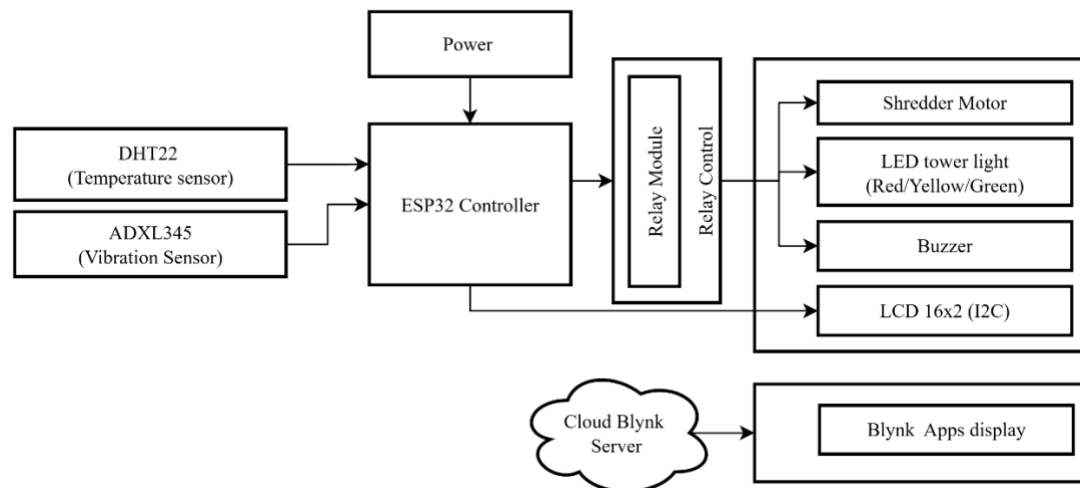 Power
DHT22
(Temperature sensor)
ADXL345
(Vibration Sensor)
ESP32 Controller
Relay Module
Relay Control
Shredder Motor
LED tower light
(Red/Yellow/Green)
Buzzer
LCD 16x2 (I2C)
Cloud Blynk
Server
Blynk Apps display